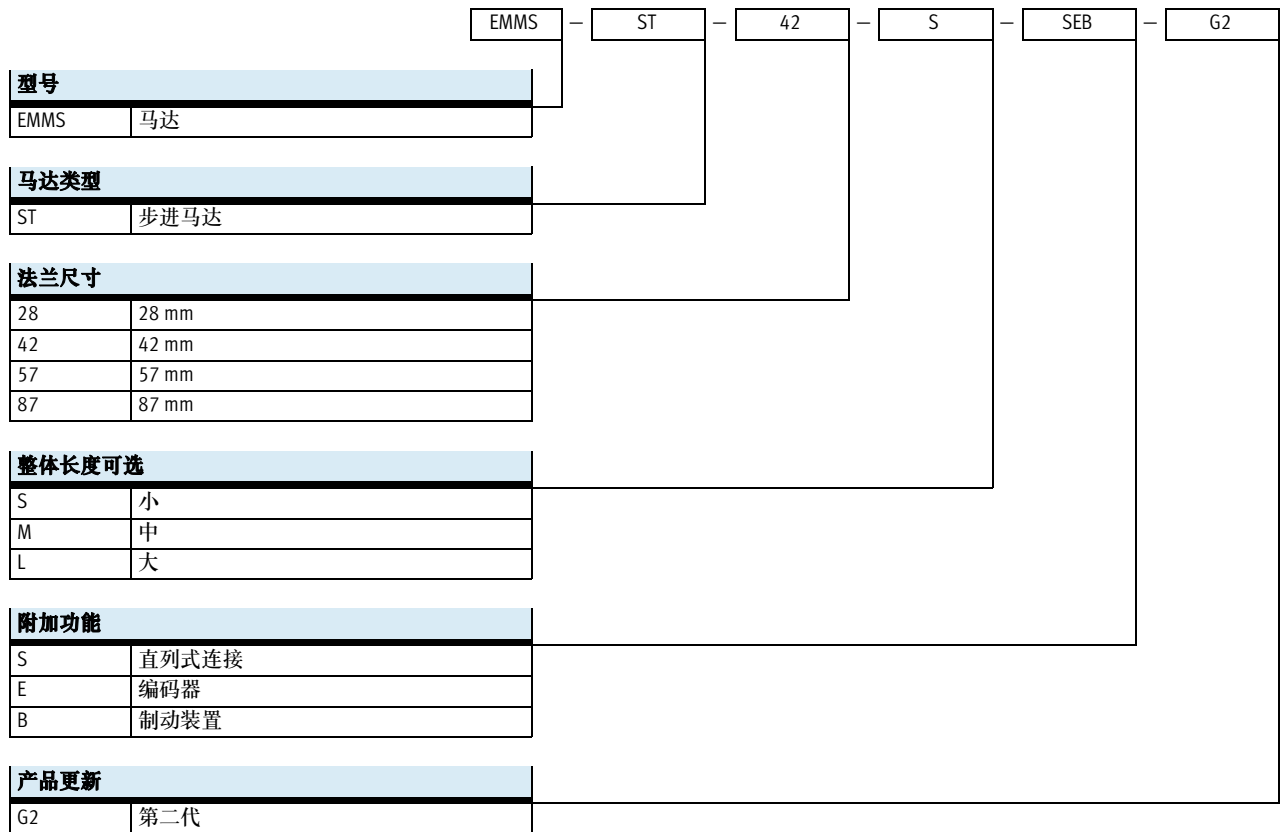 EMMS – ST – 42 – S – SEB – G2
型号
EMMS 马达
马达类型
ST 步进马达
法兰尺寸
28 28 mm
42 42 mm
57 57 mm
87 87 mm
整体长度可选
S 小
M 中
L 大
附加功能
S 直列式连接
E 编码器
B 制动装置
产品更新
G2 第二代